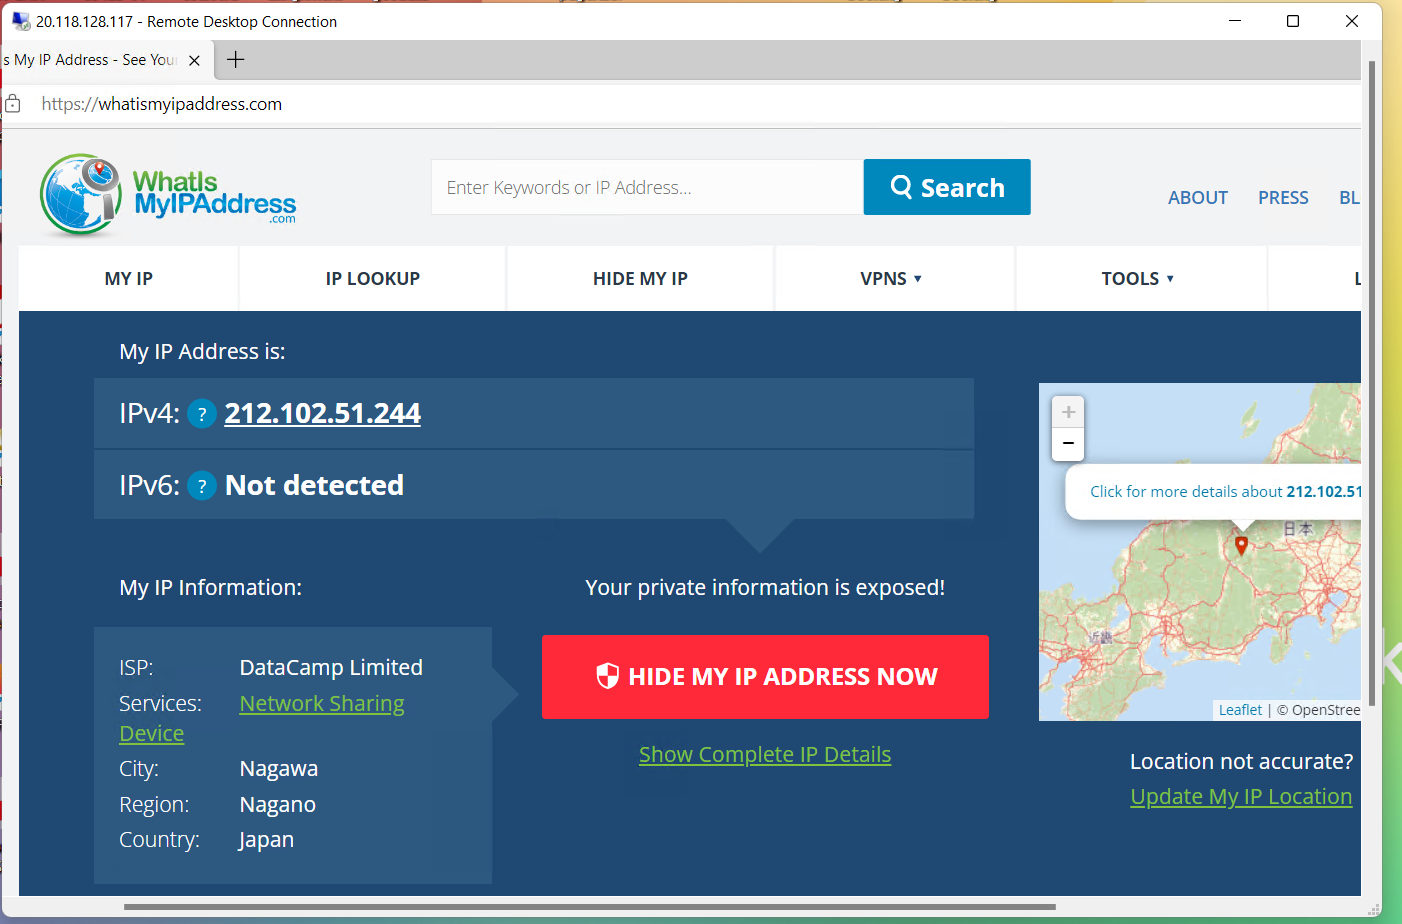 20.118.128.117 - Remote Desktop Connection
s My IP Address - See Your
https://whatismyipaddress.com
WhatIs
MyIPAddress
.com
Enter Keywords or IP Address...
Search
ABOUT PRESS BL
MY IP IP LOOKUP HIDE MY IP VPNS TOOLS L
My IP Address is:
IPv4: ? 212.102.51.244
IPv6: ? Not detected
+
−
Click for more details about 212.102.51
日本
近畿
Leaflet | © OpenStree
My IP Information:
ISP: DataCamp Limited
Services: Network Sharing
Device
City: Nagawa
Region: Nagano
Country: Japan
Your private information is exposed!
HIDE MY IP ADDRESS NOW
Show Complete IP Details
Location not accurate?
Update My IP Location